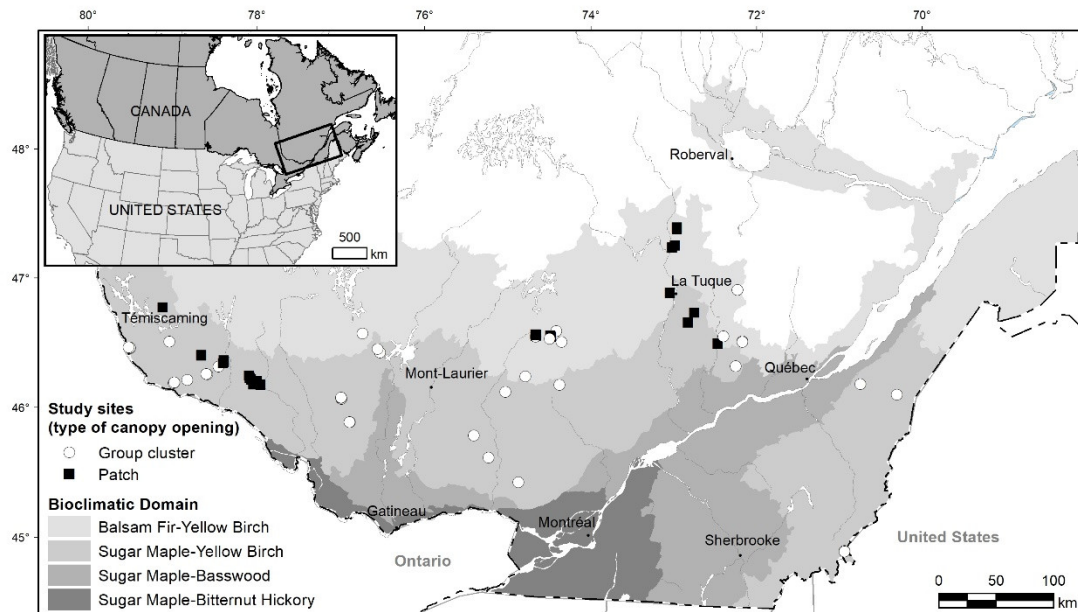 80°
78°
76°
74°
72°
70°
CANADA
UNITED STATES
500
km
48°
47°
46°
45°
Roberval
La Tuque
Témiscaming
Mont-Laurier
Québec
Study sites
(type of canopy opening)
Group cluster
Patch
Bioclimatic Domain
Balsam Fir-Yellow Birch
Sugar Maple-Yellow Birch
Sugar Maple-Basswood
Sugar Maple-Bitternut Hickory
Gatineau
Montréal
Ontario
Sherbrooke
United States
0 50 100
km